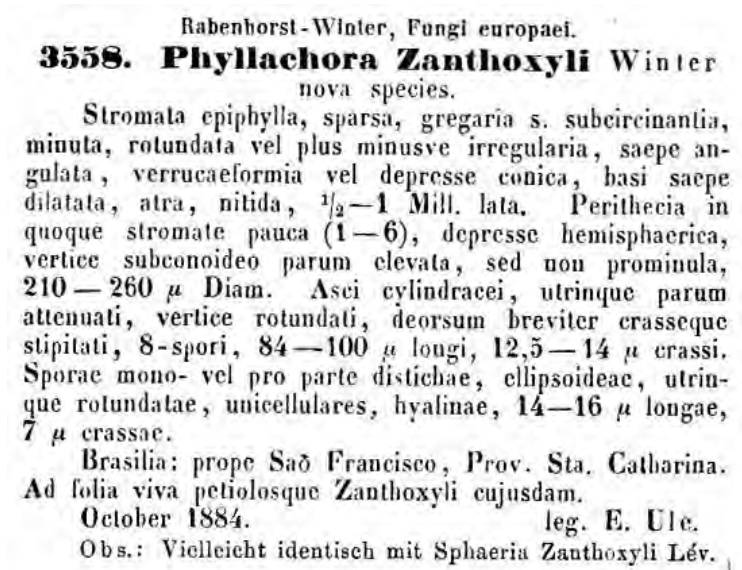 Rabenhorst-Winter, Fungi europaei.
3558. Phyllachora Zanthoxyli Winter
nova species.
Stromata epiphylla, sparsa, gregaria s. subcircinantia,
minuta, rotundata vel plus minusve irregularia, saepe an-
gulata, verrucaeformia vel depresse conica, basi saepe
dilatata, atra, nitida, ½—1 Mill. lata. Perithecia in
quoque stromate pauca (1—6), depresse hemisphaerica,
vertice subconoideo parum elevata, sed non prominula,
210—260 µ Diam. Asci cylindracei, utrinque parum
attenuati, vertice rotundati, deorsum breviter crasseque
stipitati, 8-spori, 84—100 µ longi, 12,5—14 µ crassi.
Sporae mono- vel pro parte distichae, ellipsoideae, utrin-
que rotundatae, unicellulares, hyalinae, 14—16 µ longae,
7 µ crassae.
Brasilia: prope Saõ Francisco, Prov. Sta. Catharina.
Ad folia viva petiolosque Zanthoxyli cujusdam.
October 1884. leg. E. Ule.
Obs.: Vielleicht identisch mit Sphaeria Zanthoxyli Lév.